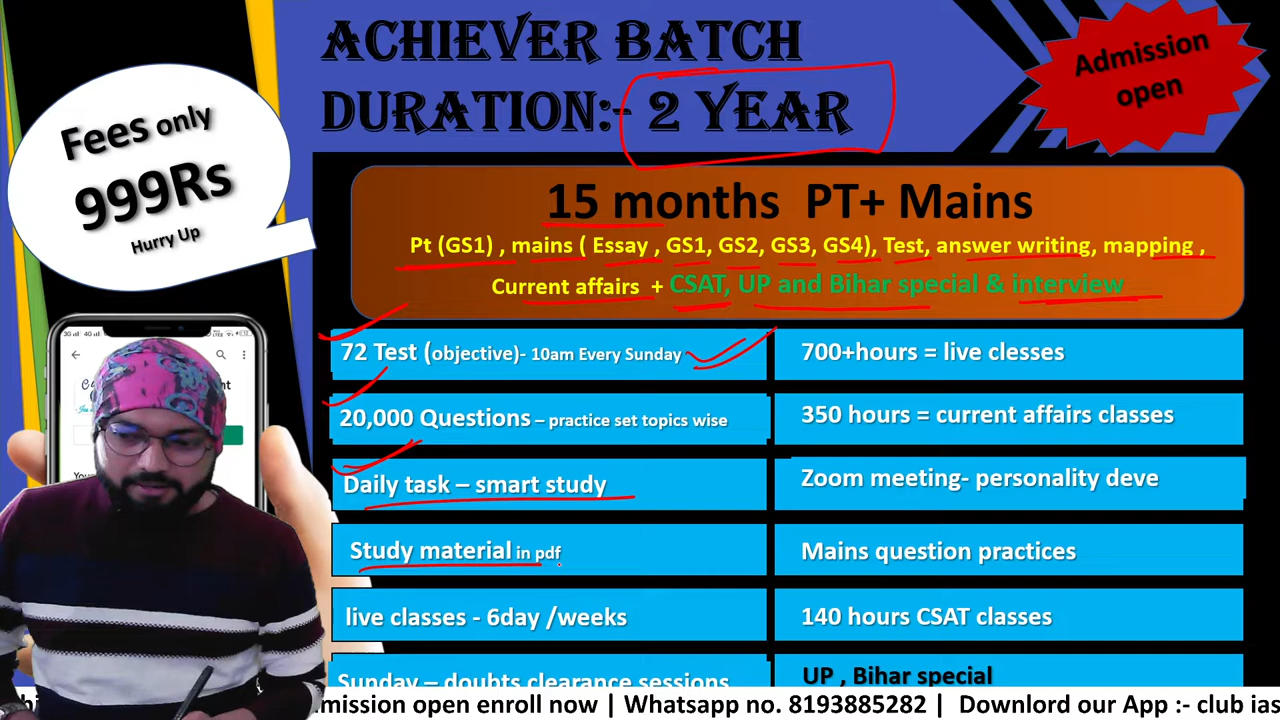 ACHIEVER BATCH
DURATION:- 2 YEAR
Admission
open
Fees only
999Rs
Hurry Up
15 months PT+ Mains
Pt (GS1) , mains ( Essay , GS1, GS2, GS3, GS4), Test, answer writing, mapping ,
Current affairs + CSAT, UP and Bihar special & interview
72 Test (objective)- 10am Every Sunday
700+hours = live clesses
20,000 Questions – practice set topics wise
350 hours = current affairs classes
Daily task – smart study
Zoom meeting- personality deve
Study material in pdf
Mains question practices
live classes - 6day /weeks
140 hours CSAT classes
Sunday – doubts clearance sessions
UP , Bihar special
mission open enroll now | Whatsapp no. 8193885282 | Downlord our App :- club ias